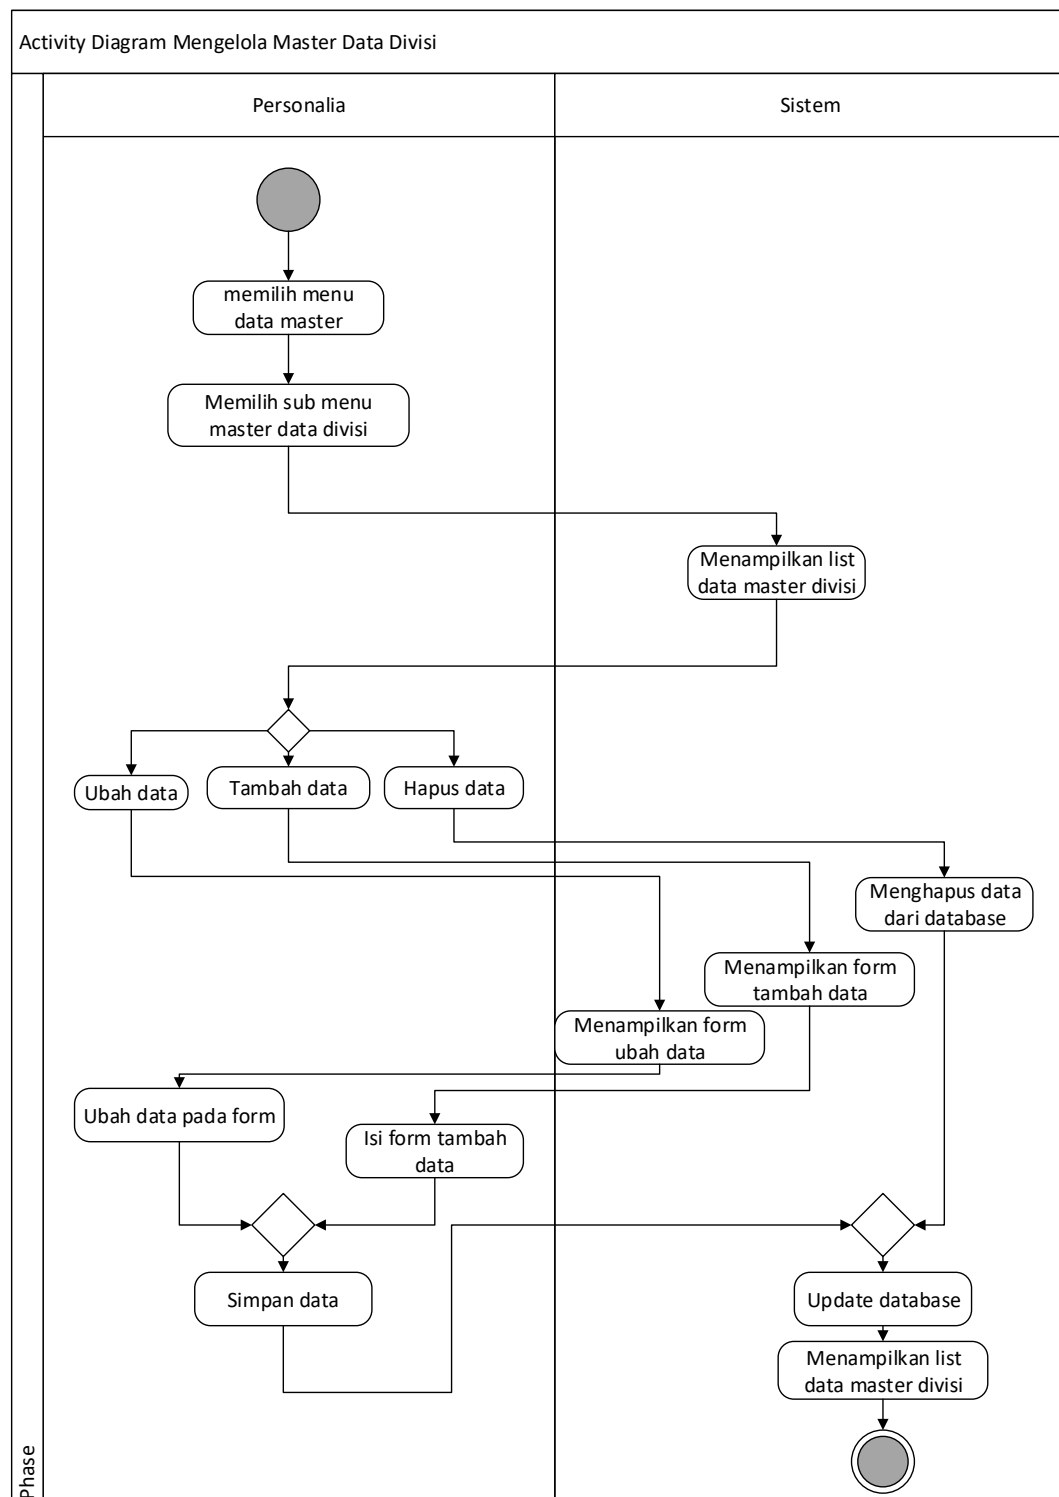 Activity Diagram Mengelola Master Data Divisi
Personalia
Sistem
memilih menu
data master
Memilih sub menu
master data divisi
Menampilkan list
data master divisi
Ubah data
Tambah data
Hapus data
Menghapus data
dari database
Menampilkan form
tambah data
Menampilkan form
ubah data
Ubah data pada form
Isi form tambah
data
Simpan data
Update database
Menampilkan list
data master divisi
Phase